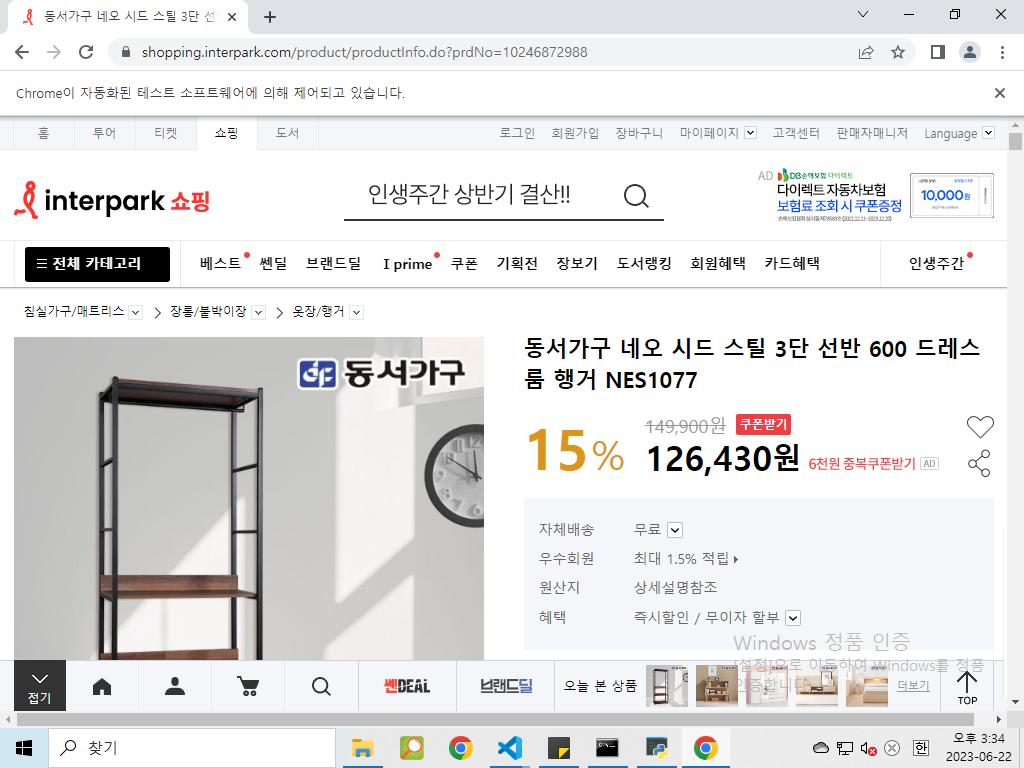 동서가구 네오 시드 스틸 3단 선
shopping.interpark.com/product/productInfo.do?prdNo=10246872988
Chrome이 자동화된 테스트 소프트웨어에 의해 제어되고 있습니다.
홈 투어 티켓 쇼핑 도서 로그인 회원가입 장바구니 마이페이지 고객센터 판매자매니저 Language
interpark 쇼핑
인생주간 상반기 결산!!
AD DB손해보험 다이렉트
다이렉트 자동차보험
보험료 조회 시 쿠폰증정
10,000원
전체 카테고리 베스트 쎈딜 브랜드딜 I prime 쿠폰 기획전 장보기 도서랭킹 회원혜택 카드혜택 인생주간
침실가구/매트리스 장롱/붙박이장 옷장/행거
동서가구
동서가구 네오 시드 스틸 3단 선반 600 드레스
룸 행거 NES1077
149,900원 쿠폰받기
15% 126,430원 6천원 중복쿠폰받기 AD
자체배송 무료
우수회원 최대 1.5% 적립
원산지 상세설명참조
혜택 즉시할인 / 무이자 할부
Windows 정품 인증
[설정]으로 이동하여 Windows를 정품
인증합니다.
접기 쎈DEAL 브랜드딜 오늘 본 상품 더보기 TOP
찾기
한
오후 3:34
2023-06-22